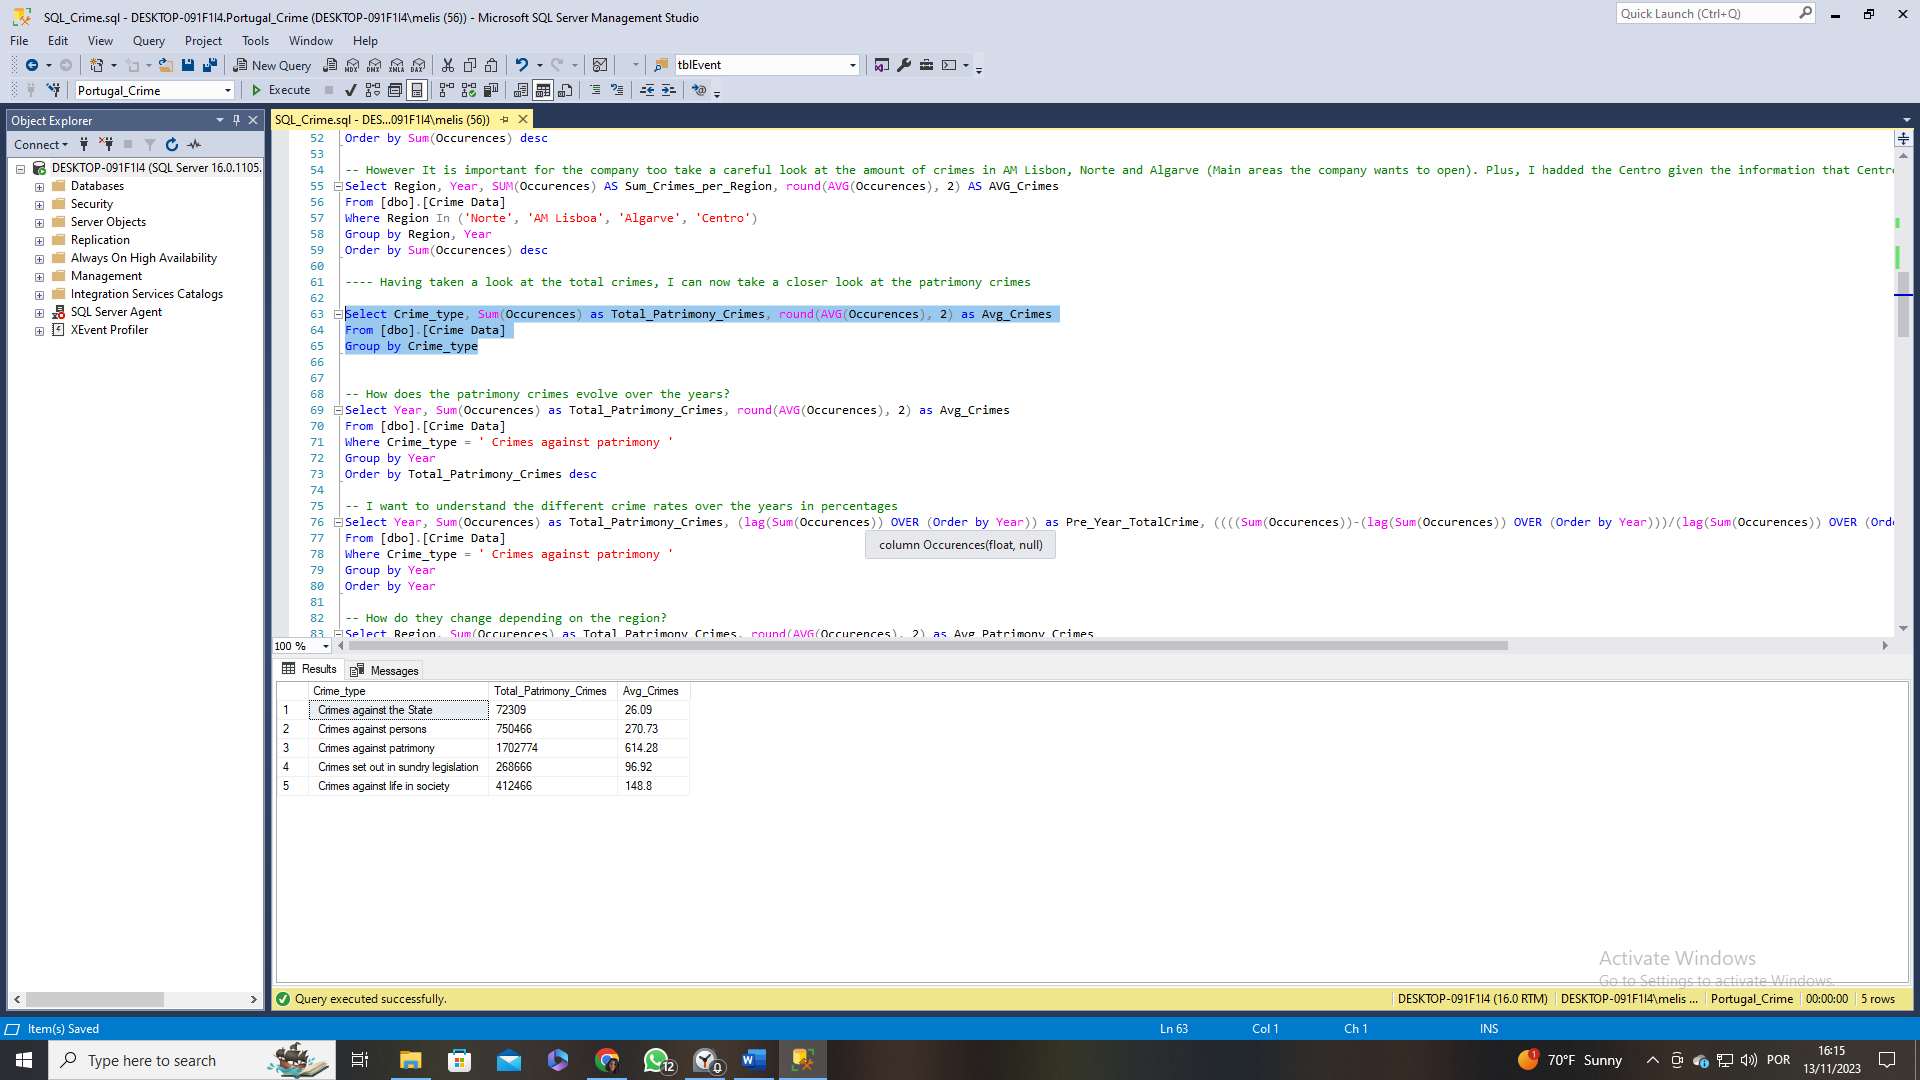 SQL_Crime.sql - DESKTOP-091F1I4.Portugal_Crime (DESKTOP-091F1I4\melis (56)) - Microsoft SQL Server Management Studio
Quick Launch (Ctrl+Q)
File Edit View Query Project Tools Window Help
New Query MDX DMX XMLA DAX tblEvent
Portugal_Crime Execute
Object Explorer
SQL_Crime.sql - DES...091F1I4\melis (56))
Connect
DESKTOP-091F1I4 (SQL Server 16.0.1105.
Databases
Security
Server Objects
Replication
Always On High Availability
Management
Integration Services Catalogs
SQL Server Agent
XEvent Profiler
52 Order by Sum(Occurences) desc
53
54 -- However It is important for the company too take a careful look at the amount of crimes in AM Lisbon, Norte and Algarve (Main areas the company wants to open). Plus, I hadded the Centro given the information that Centr
55 Select Region, Year, SUM(Occurences) AS Sum_Crimes_per_Region, round(AVG(Occurences), 2) AS AVG_Crimes
56 From [dbo].[Crime Data]
57 Where Region In ('Norte', 'AM Lisboa', 'Algarve', 'Centro')
58 Group by Region, Year
59 Order by Sum(Occurences) desc
60
61 ---- Having taken a look at the total crimes, I can now take a closer look at the patrimony crimes
62
63 Select Crime_type, Sum(Occurences) as Total_Patrimony_Crimes, round(AVG(Occurences), 2) as Avg_Crimes
64 From [dbo].[Crime Data]
65 Group by Crime_type
66
67
68 -- How does the patrimony crimes evolve over the years?
69 Select Year, Sum(Occurences) as Total_Patrimony_Crimes, round(AVG(Occurences), 2) as Avg_Crimes
70 From [dbo].[Crime Data]
71 Where Crime_type = ' Crimes against patrimony '
72 Group by Year
73 Order by Total_Patrimony_Crimes desc
74
75 -- I want to understand the different crime rates over the years in percentages
76 Select Year, Sum(Occurences) as Total_Patrimony_Crimes, (lag(Sum(Occurences)) OVER (Order by Year)) as Pre_Year_TotalCrime, ((((Sum(Occurences))-(lag(Sum(Occurences)) OVER (Order by Year)))/(lag(Sum(Occurences)) OVER (Ord
77 From [dbo].[Crime Data]
column Occurences(float, null)
78 Where Crime_type = ' Crimes against patrimony '
79 Group by Year
80 Order by Year
81
82 -- How do they change depending on the region?
83 Select Region, Sum(Occurences) as Total_Patrimony_Crimes, round(AVG(Occurences), 2) as Avg_Patrimony_Crimes
100 %
Results Messages
Crime_type Total_Patrimony_Crimes Avg_Crimes
1 Crimes against the State 72309 26.09
2 Crimes against persons 750466 270.73
3 Crimes against patrimony 1702774 614.28
4 Crimes set out in sundry legislation 268666 96.92
5 Crimes against life in society 412466 148.8
Activate Windows
Go to Settings to activate Windows.
Query executed successfully. DESKTOP-091F1I4 (16.0 RTM) DESKTOP-091F1I4\melis ... Portugal_Crime 00:00:00 5 rows
Item(s) Saved Ln 63 Col 1 Ch 1 INS
Type here to search 12 0 1 70°F Sunny POR 16:15
13/11/2023